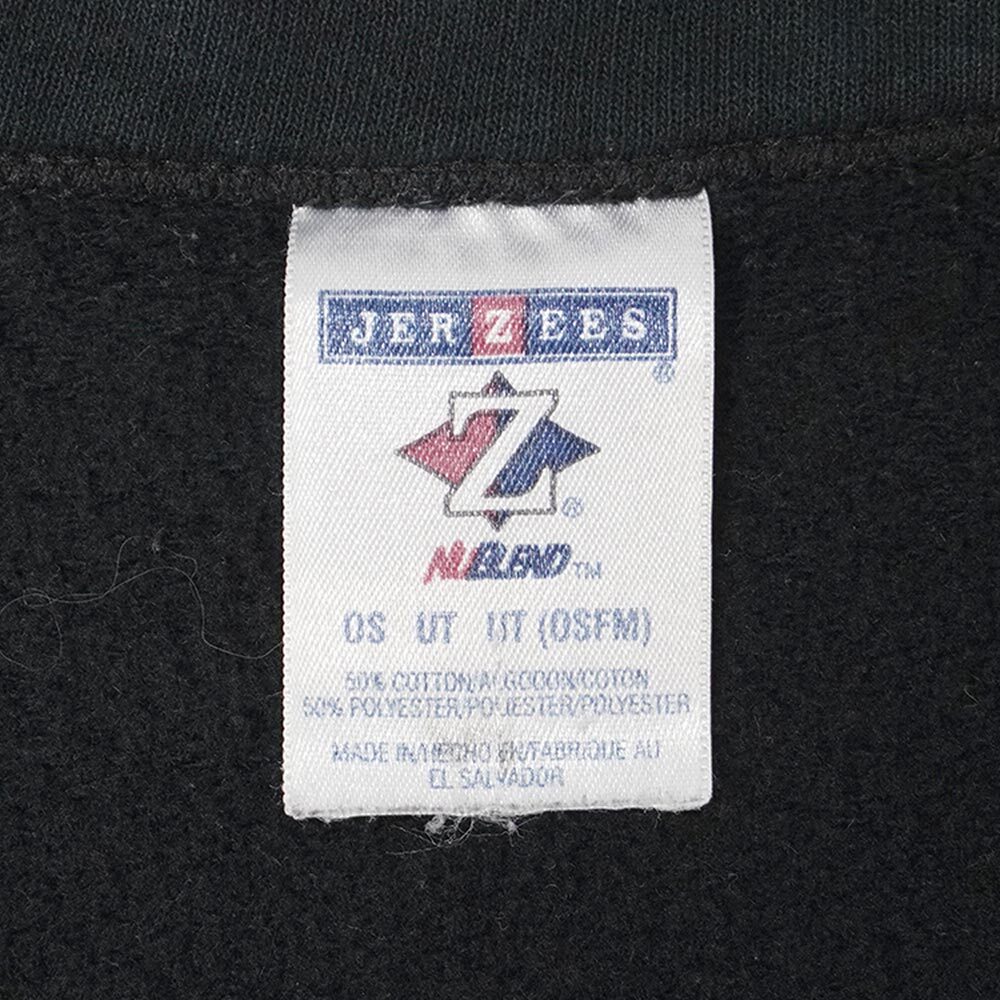 JERZEES®
Z®
NUBLEND™
OS UT UT (OSFM)
50% COTTON/ALGODON/COTON
50% POLYESTER/POLIESTER/POLYESTER
MADE IN/HECHO EN/FABRIQUE AU
EL SALVADOR